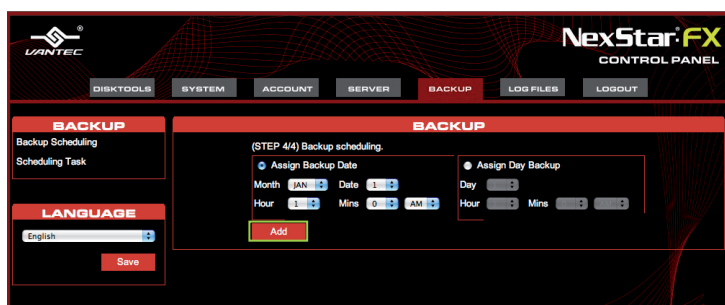 VANTEC
NexStar FX
CONTROL PANEL
DISKTOOLS SYSTEM ACCOUNT SERVER BACKUP LOG FILES LOGOUT
BACKUP
Backup Scheduling
Scheduling Task
LANGUAGE
English
Save
BACKUP
(STEP 4/4) Backup scheduling.
Assign Backup Date
Month JAN Date 1
Hour 1 Mins 0 AM
Assign Day Backup
Day
Hour Mins
Add